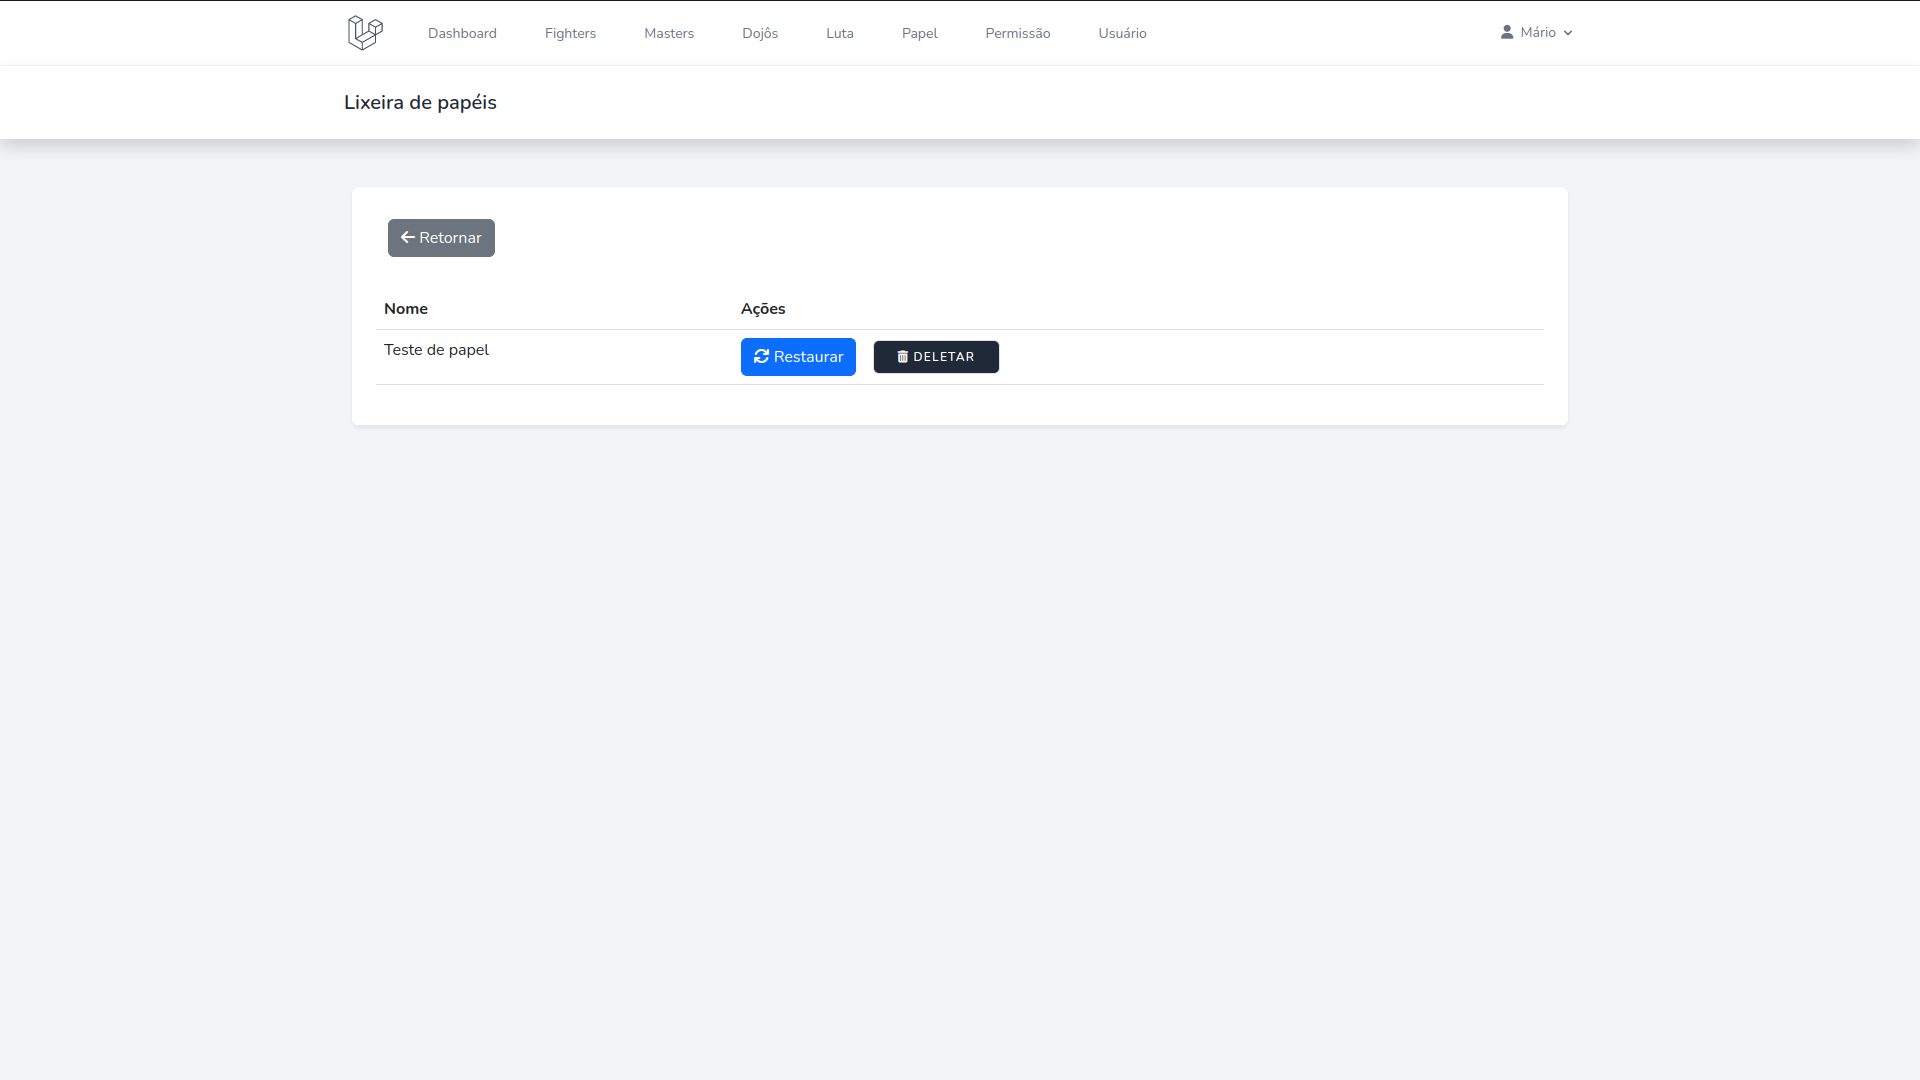 Dashboard Fighters Masters Dojôs Luta Papel Permissão Usuário Mário
Lixeira de papéis
Retornar
Nome Ações
Teste de papel Restaurar DELETAR